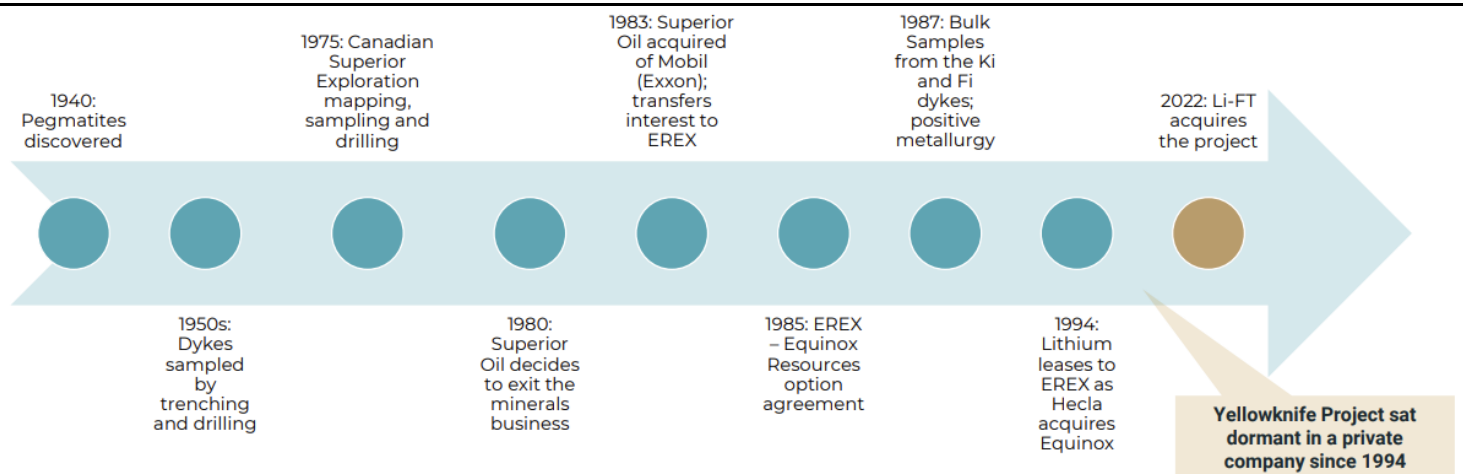 1940:
Pegmatites
discovered
1950s:
Dykes
sampled
by
trenching
and drilling
1975: Canadian
Superior
Exploration
mapping,
sampling and
drilling
1980:
Superior
Oil decides
to exit the
minerals
business
1983: Superior
Oil acquired
of Mobil
(Exxon);
transfers
interest to
EREX
1985: EREX
– Equinox
Resources
option
agreement
1987: Bulk
Samples
from the Ki
and Fi
dykes;
positive
metallurgy
1994:
Lithium
leases to
EREX as
Hecla
acquires
Equinox
2022: Li-FT
acquires
the project
Yellowknife Project sat
dormant in a private
company since 1994